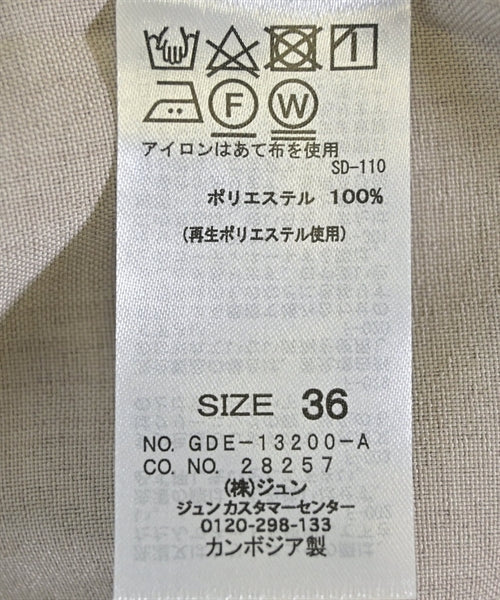 F W
アイロンはあて布を使用
SD-110
ポリエステル 100%
(再生ポリエステル使用)
SIZE 36
NO. GDE-13200-A
CO. NO. 28257
(株)ジュン
ジュン カスタマーセンター
0120-298-133
カンボジア製